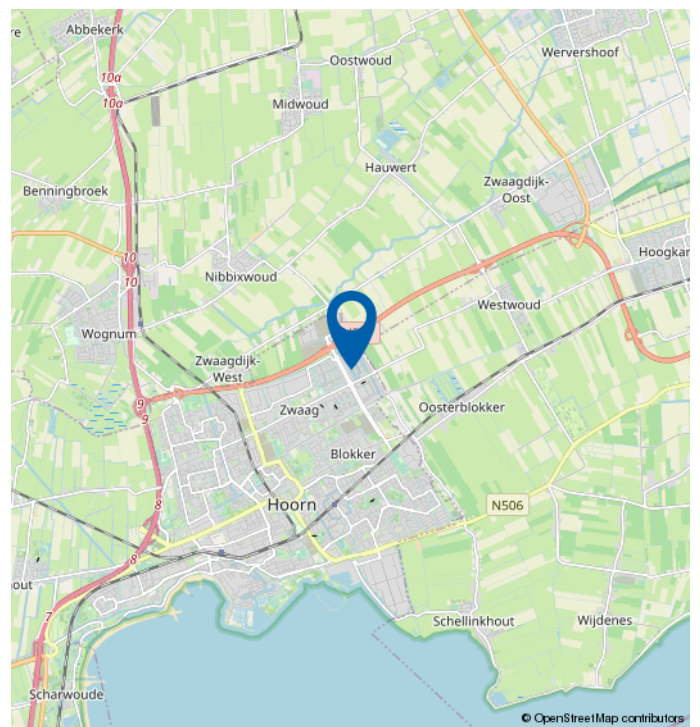 Abbekerk
Oostwoud
Wervershoof
10a
10a
Midwoud
Hauwert
Zwaagdijk-
Oost
Benningbroek
10
10
Nibbixwoud
Hoogkar
Westwoud
Wognum
Zwaagdijk-
West
9
9
Zwaag
Oosterblokker
Blokker
Hoorn
N506
8
8
out
7
Schellinkhout
Wijdenes
Scharwoude
© OpenStreetMap contributors